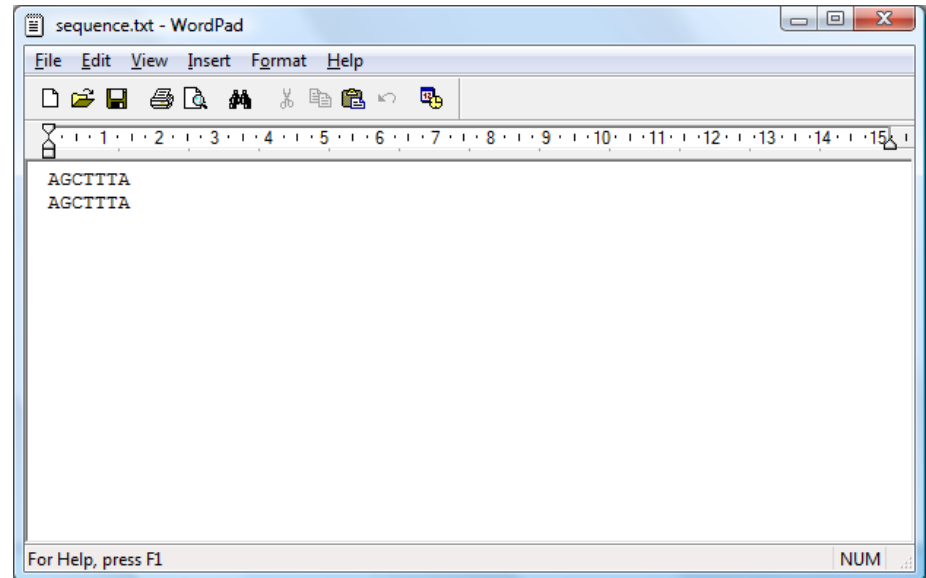 sequence.txt - WordPad
File Edit View Insert Format Help
1 2 3 4 5 6 7 8 9 10 11 12 13 14 15
AGCTTTA
AGCTTTA
For Help, press F1
NUM